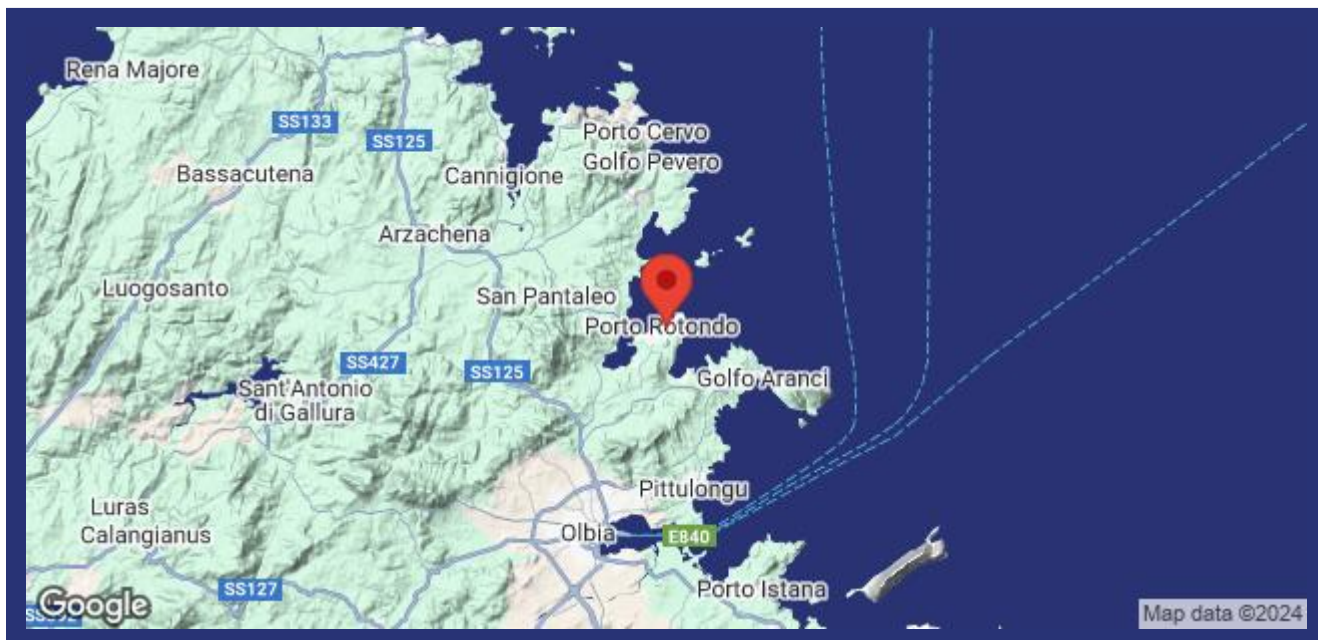 Rena Majore
SS133
SS125
Porto Cervo
Golfo Pevero
Bassacutena
Cannigione
Arzachena
Luogosanto
San Pantaleo
Porto Rotondo
SS427
SS125
Golfo Aranci
Sant'Antonio
di Gallura
Pittulongu
Luras
Calangianus
Olbia
E840
SS127
Porto Istana
Google
Map data ©2024